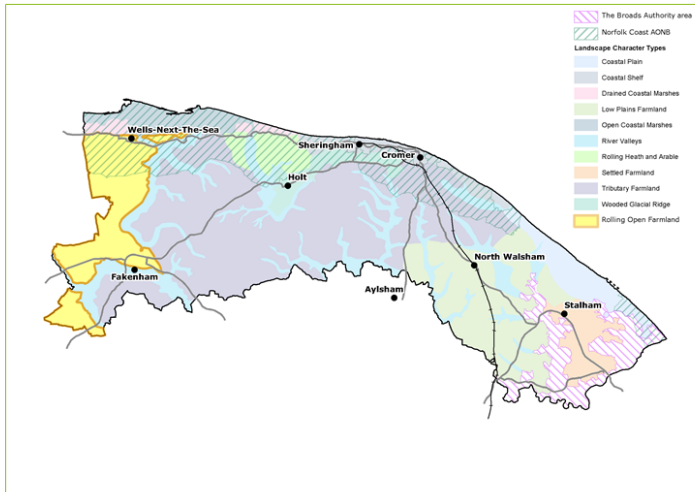 The Broads Authority area
Norfolk Coast AONB
Landscape Character Types
Coastal Plain
Coastal Shelf
Drained Coastal Marshes
Low Plains Farmland
Open Coastal Marshes
River Valleys
Rolling Heath and Arable
Settled Farmland
Tributary Farmland
Wooded Glacial Ridge
Rolling Open Farmland
Wells-Next-The-Sea
Sheringham
Cromer
Holt
North Walsham
Fakenham
Aylsham
Stalham